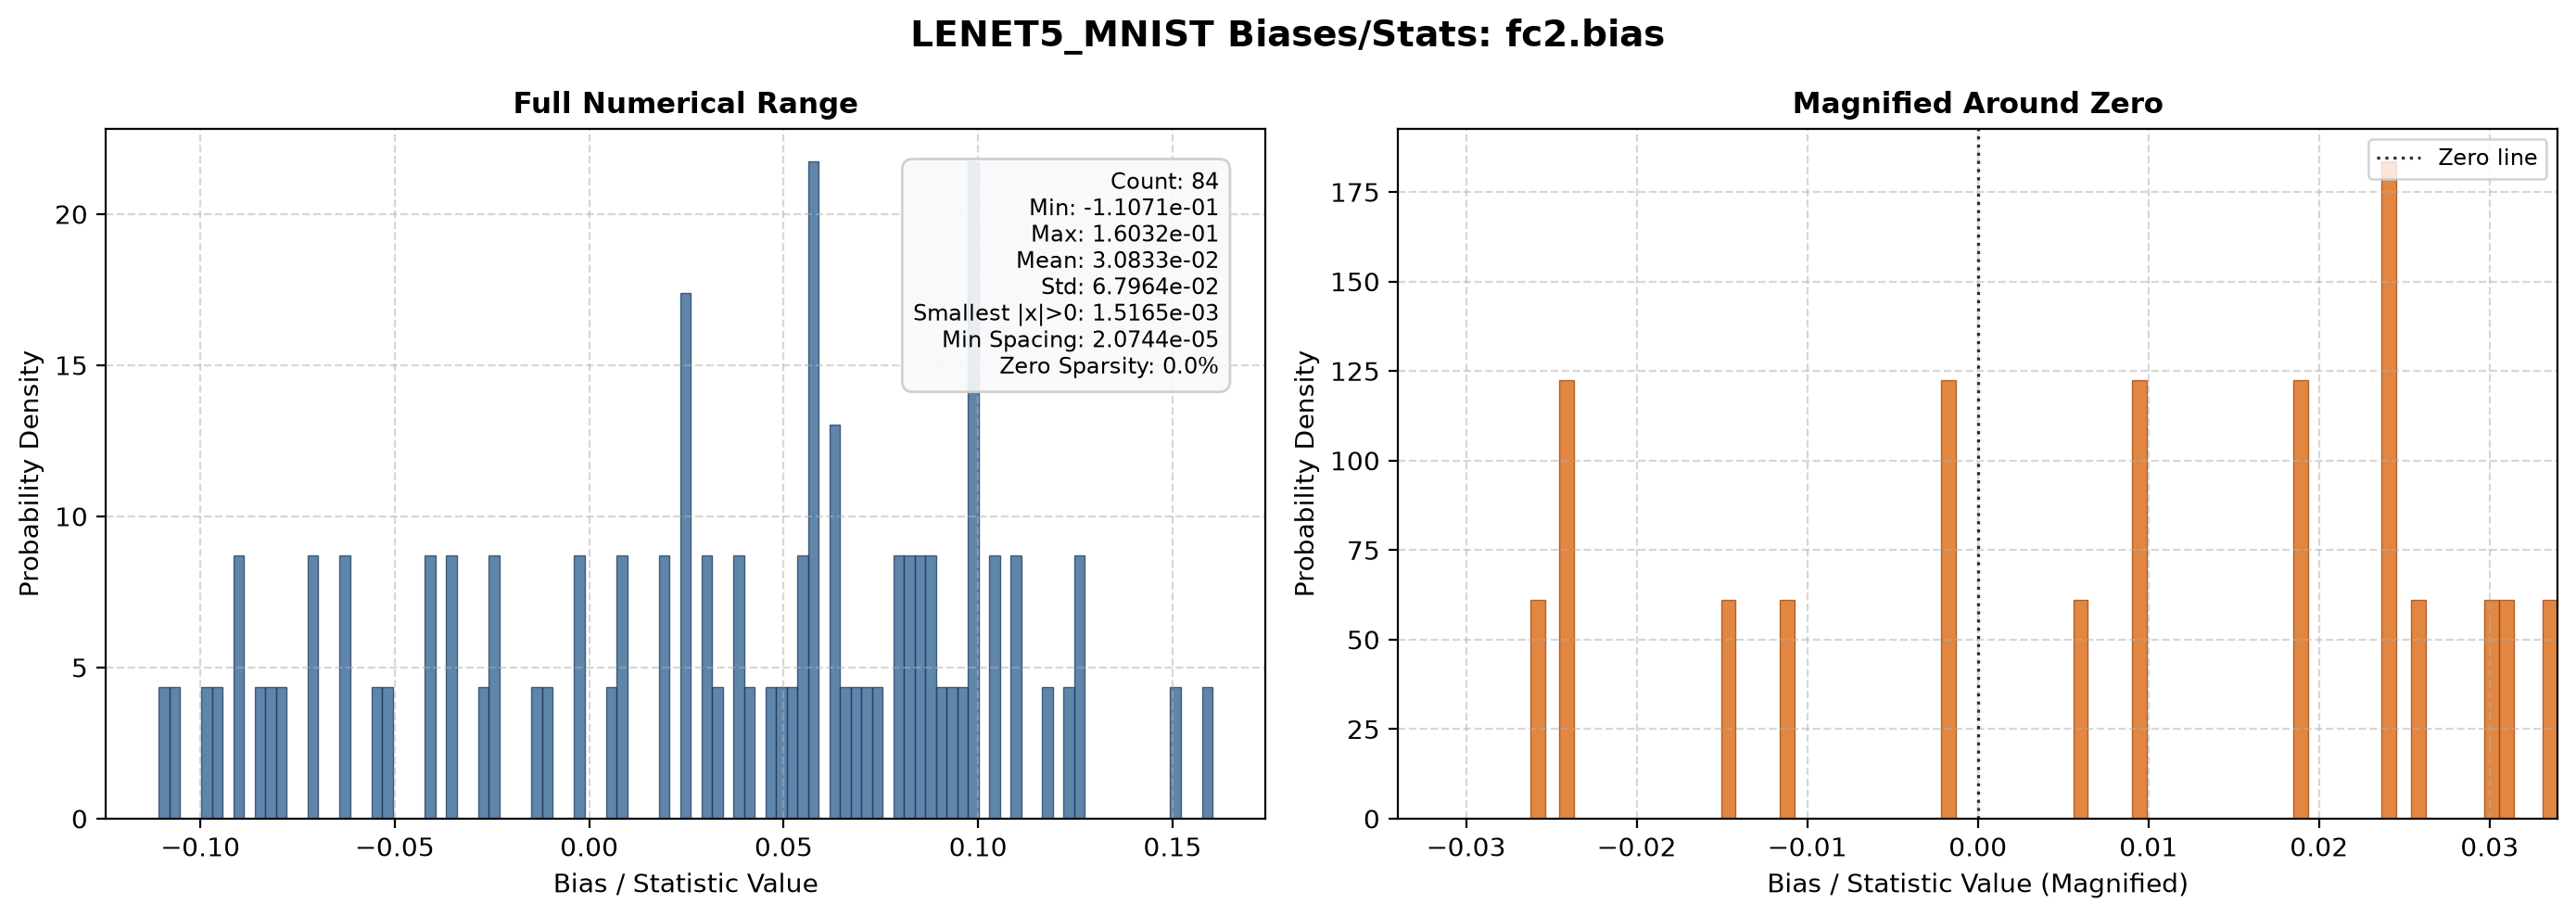 LENET5_MNIST Biases/Stats: fc2.bias
Full Numerical Range
Probability Density
20
15
10
5
0
Count: 84
Min: -1.1071e-01
Max: 1.6032e-01
Mean: 3.0833e-02
Std: 6.7964e-02
Smallest |x|>0: 1.5165e-03
Min Spacing: 2.0744e-05
Zero Sparsity: 0.0%
−0.10 −0.05 0.00 0.05 0.10 0.15
Bias / Statistic Value
Magnified Around Zero
Probability Density
Zero line
175
150
125
100
75
50
25
0
−0.03 −0.02 −0.01 0.00 0.01 0.02 0.03
Bias / Statistic Value (Magnified)